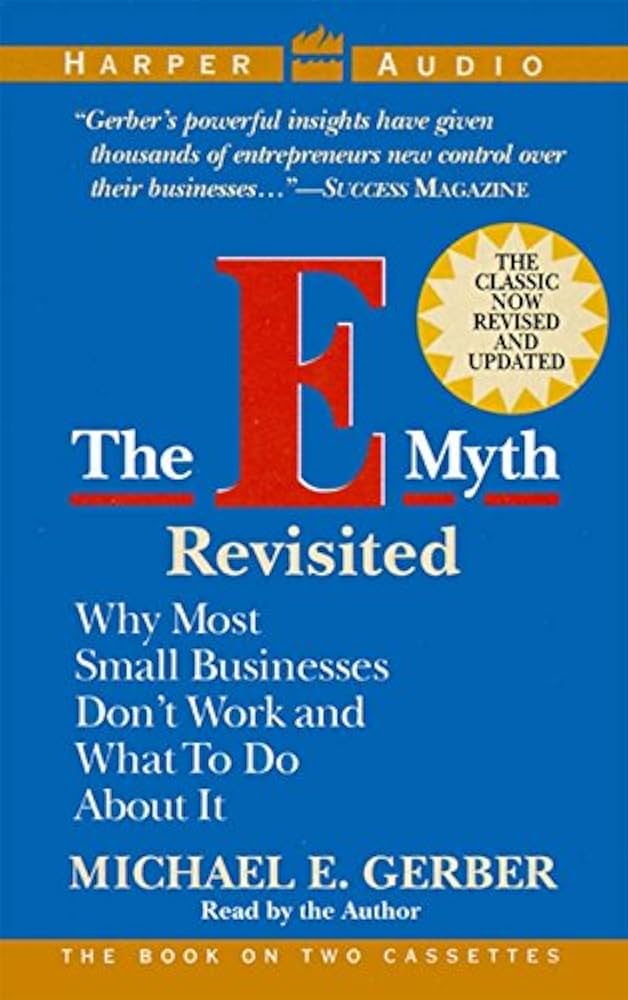 HARPER AUDIO
“Gerber’s powerful insights have given
thousands of entrepreneurs new control over
their businesses…”—SUCCESS MAGAZINE
THE
CLASSIC
NOW
REVISED
AND
UPDATED
The E Myth
Revisited
Why Most
Small Businesses
Don’t Work and
What To Do
About It
MICHAEL E. GERBER
Read by the Author
THE BOOK ON TWO CASSETTES